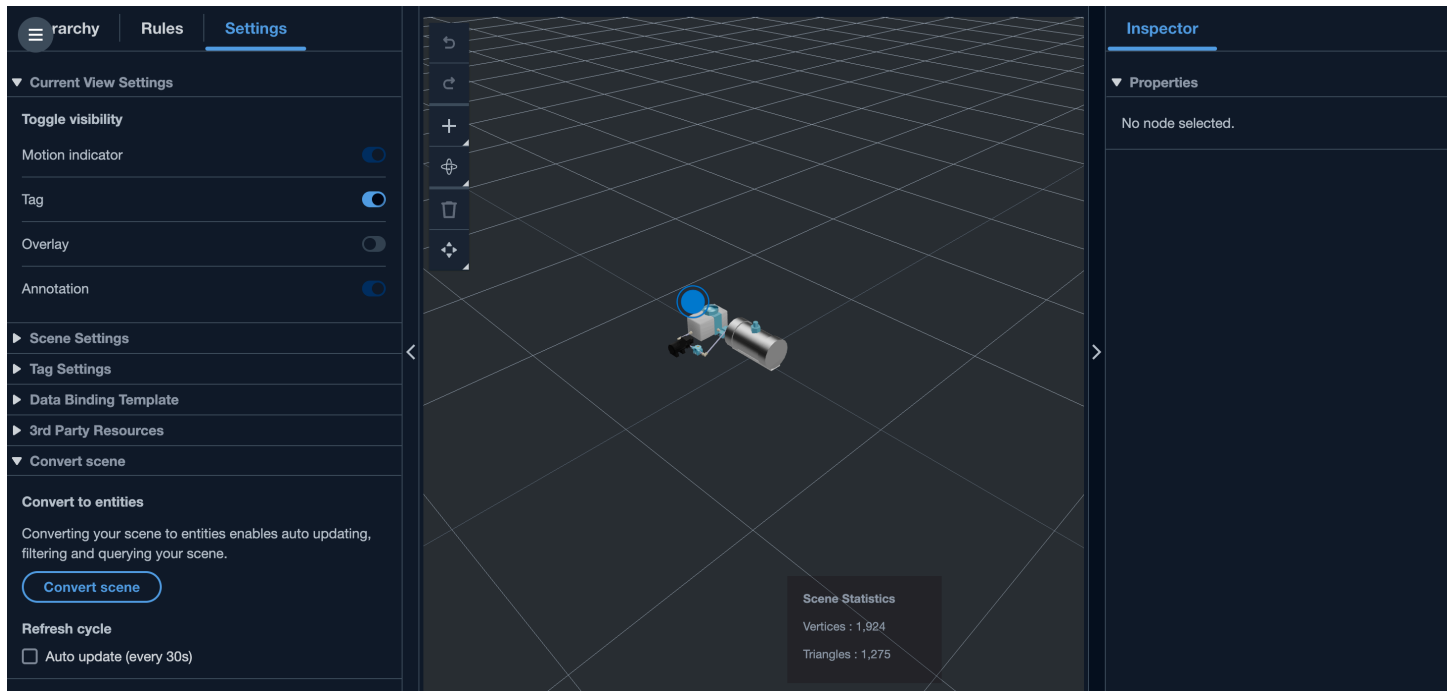 rarchy
Rules
Settings
Current View Settings
Toggle visibility
Motion indicator
Tag
Overlay
Annotation
Scene Settings
Tag Settings
Data Binding Template
3rd Party Resources
Convert scene
Convert to entities
Converting your scene to entities enables auto updating,
filtering and querying your scene.
Convert scene
Refresh cycle
Auto update (every 30s)
Scene Statistics
Vertices : 1,924
Triangles : 1,275
Inspector
Properties
No node selected.